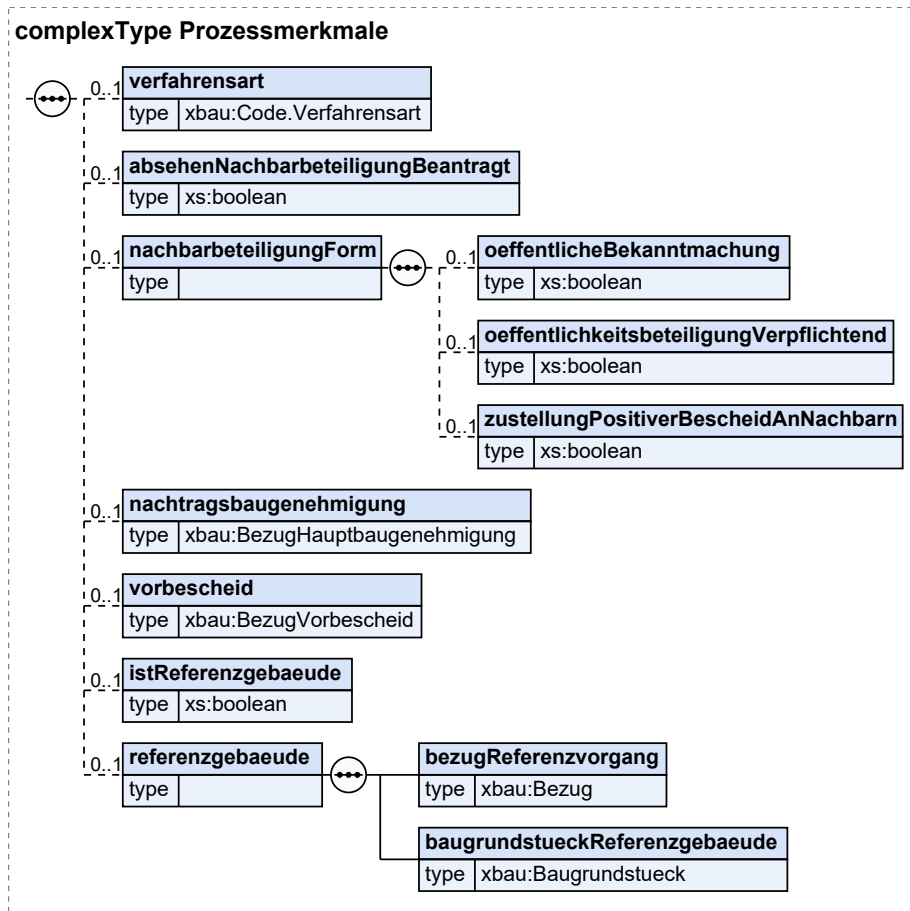 complexType Prozessmerkmale
0..1 verfahrensart
type xbau:Code.Verfahrensart
0..1 absehenNachbarbeteiligungBeantragt
type xs:boolean
0..1 nachbarbeteiligungForm
type
0..1 oeffentlicheBekanntmachung
type xs:boolean
0..1 oeffentlichkeitsbeteiligungVerpflichtend
type xs:boolean
0..1 zustellungPositiverBescheidAnNachbarn
type xs:boolean
0..1 nachtragsbaugenehmigung
type xbau:BezugHauptbaugenehmigung
0..1 vorbescheid
type xbau:BezugVorbescheid
0..1 istReferenzgebaeude
type xs:boolean
0..1 referenzgebaeude
type
bezugReferenzvorgang
type xbau:Bezug
baugrundstueckReferenzgebaeude
type xbau:Baugrundstueck